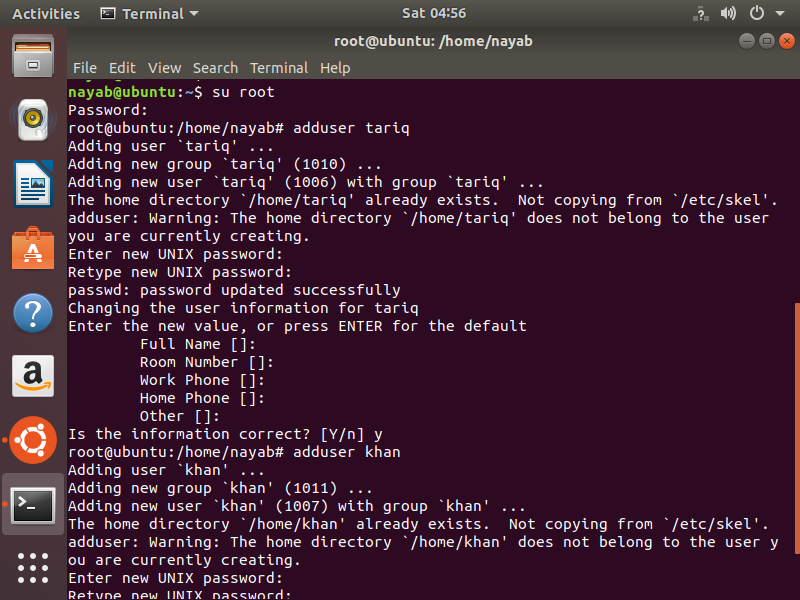 Activities Terminal Sat 04:56
root@ubuntu: /home/nayab
File Edit View Search Terminal Help
nayab@ubuntu:~$ su root
Password:
root@ubuntu:/home/nayab# adduser tariq
Adding user `tariq' ...
Adding new group `tariq' (1010) ...
Adding new user `tariq' (1006) with group `tariq' ...
The home directory `/home/tariq' already exists.  Not copying from `/etc/skel'.
adduser: Warning: The home directory `/home/tariq' does not belong to the user
you are currently creating.
Enter new UNIX password:
Retype new UNIX password:
passwd: password updated successfully
Changing the user information for tariq
Enter the new value, or press ENTER for the default
Full Name []:
Room Number []:
Work Phone []:
Home Phone []:
Other []:
Is the information correct? [Y/n] y
root@ubuntu:/home/nayab# adduser khan
Adding user `khan' ...
Adding new group `khan' (1011) ...
Adding new user `khan' (1007) with group `khan' ...
The home directory `/home/khan' already exists.  Not copying from `/etc/skel'.
adduser: Warning: The home directory `/home/khan' does not belong to the user y
ou are currently creating.
Enter new UNIX password:
Retype new UNIX password: